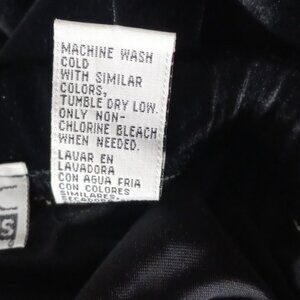 MACHINE WASH
COLD
WITH SIMILAR
COLORS,
TUMBLE DRY LOW.
ONLY NON-
CHLORINE BLEACH
WHEN NEEDED.
LAVAR EN
LAVADORA
CON AGUA FRIA
CON COLORES
SIMILARES.
S